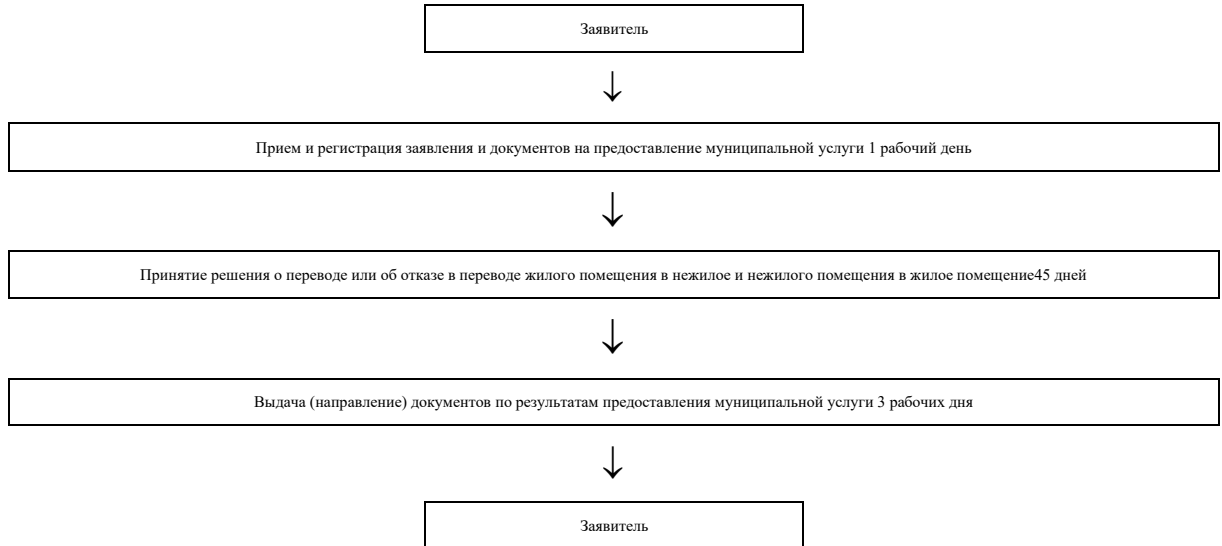 Заявитель
Прием и регистрация заявления и документов на предоставление муниципальной услуги 1 рабочий день
Принятие решения о переводе или об отказе в переводе жилого помещения в нежилое и нежилого помещения в жилое помещение45 дней
Выдача (направление) документов по результатам предоставления муниципальной услуги 3 рабочих дня
Заявитель